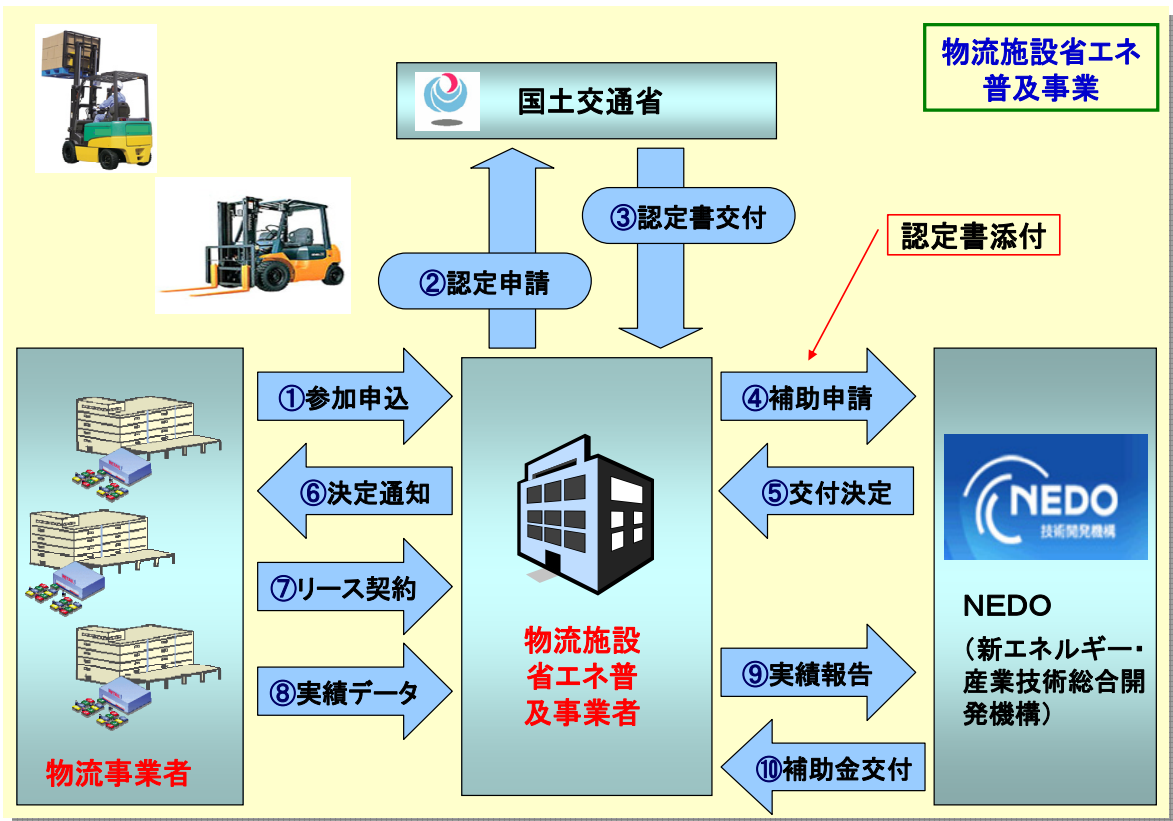 物流施設省エネ
普及事業
国土交通省
③認定書交付
認定書添付
②認定申請
①参加申込
④補助申請
⑥決定通知
⑤交付決定
NEDO
技術開発機構
⑦リース契約
NEDO
（新エネルギー・
産業技術総合開
発機構）
物流施設
省エネ普
及事業者
⑧実績データ
⑨実績報告
物流事業者
⑩補助金交付